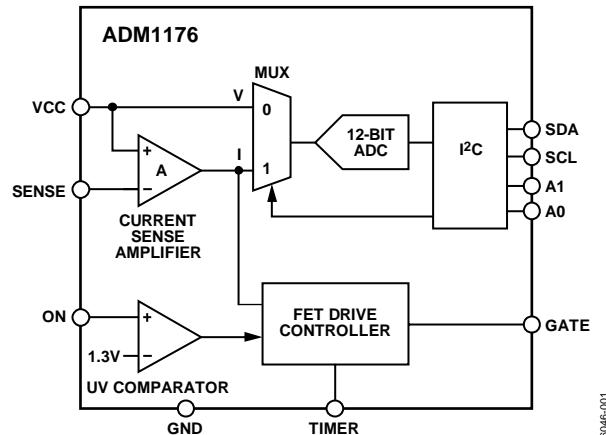 ADM1176
MUX
VCC
V
0
SDA
12-BIT
ADC
I²C
SCL
I
1
A1
A
A0
+
−
SENSE
CURRENT
SENSE
AMPLIFIER
ON
+
FET DRIVE
CONTROLLER
GATE
1.3V
−
UV COMPARATOR
GND
TIMER